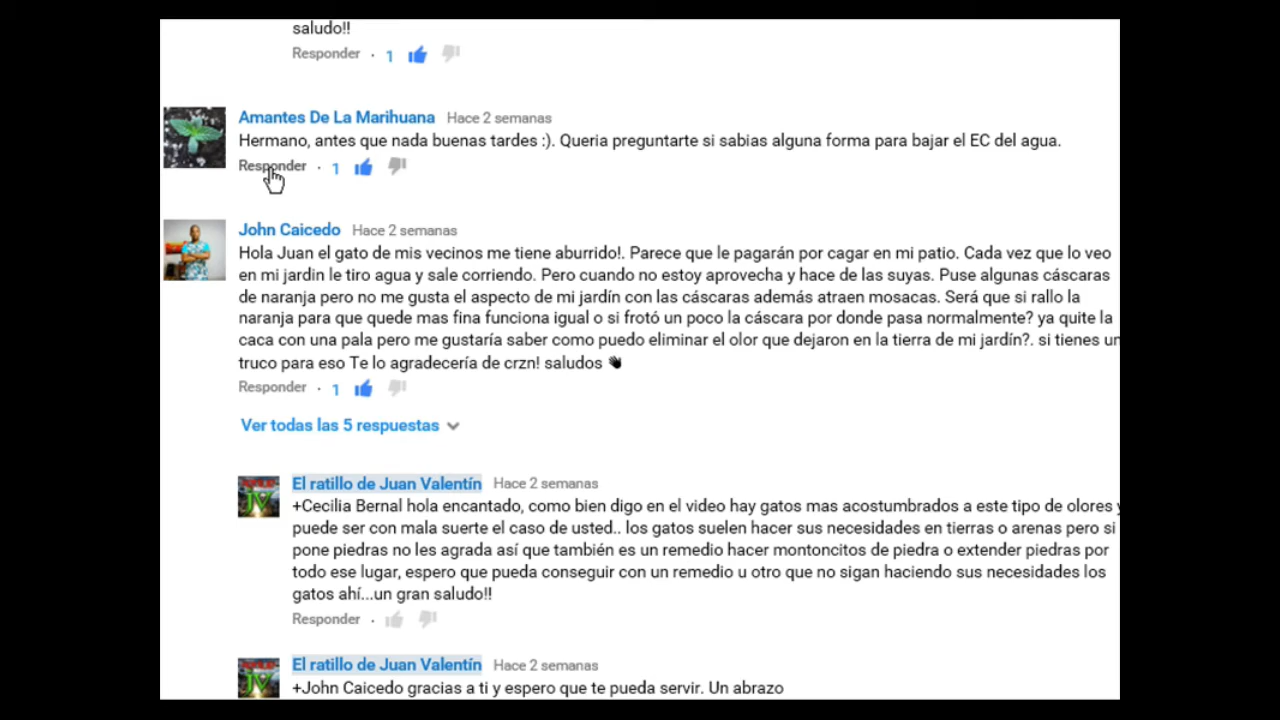 saludo!!
Responder · 1
Amantes De La Marihuana Hace 2 semanas
Hermano, antes que nada buenas tardes :). Queria preguntarte si sabias alguna forma para bajar el EC del agua.
Responder · 1
John Caicedo Hace 2 semanas
Hola Juan el gato de mis vecinos me tiene aburrido!. Parece que le pagarán por cagar en mi patio. Cada vez que lo veo
en mi jardin le tiro agua y sale corriendo. Pero cuando no estoy aprovecha y hace de las suyas. Puse algunas cáscaras
de naranja pero no me gusta el aspecto de mi jardín con las cáscaras además atraen mosacas. Será que si rallo la
naranja para que quede mas fina funciona igual o si frotó un poco la cáscara por donde pasa normalmente? ya quite la
caca con una pala pero me gustaría saber como puedo eliminar el olor que dejaron en la tierra de mi jardín?. si tienes un
truco para eso Te lo agradecería de crzn! saludos 👋
Responder · 1
Ver todas las 5 respuestas
El ratillo de Juan Valentín Hace 2 semanas
+Cecilia Bernal hola encantado, como bien digo en el video hay gatos mas acostumbrados a este tipo de olores y
puede ser con mala suerte el caso de usted.. los gatos suelen hacer sus necesidades en tierras o arenas pero si
pone piedras no les agrada así que también es un remedio hacer montoncitos de piedra o extender piedras por
todo ese lugar, espero que pueda conseguir con un remedio u otro que no sigan haciendo sus necesidades los
gatos ahí...un gran saludo!!
Responder ·
El ratillo de Juan Valentín Hace 2 semanas
+John Caicedo gracias a ti y espero que te pueda servir. Un abrazo